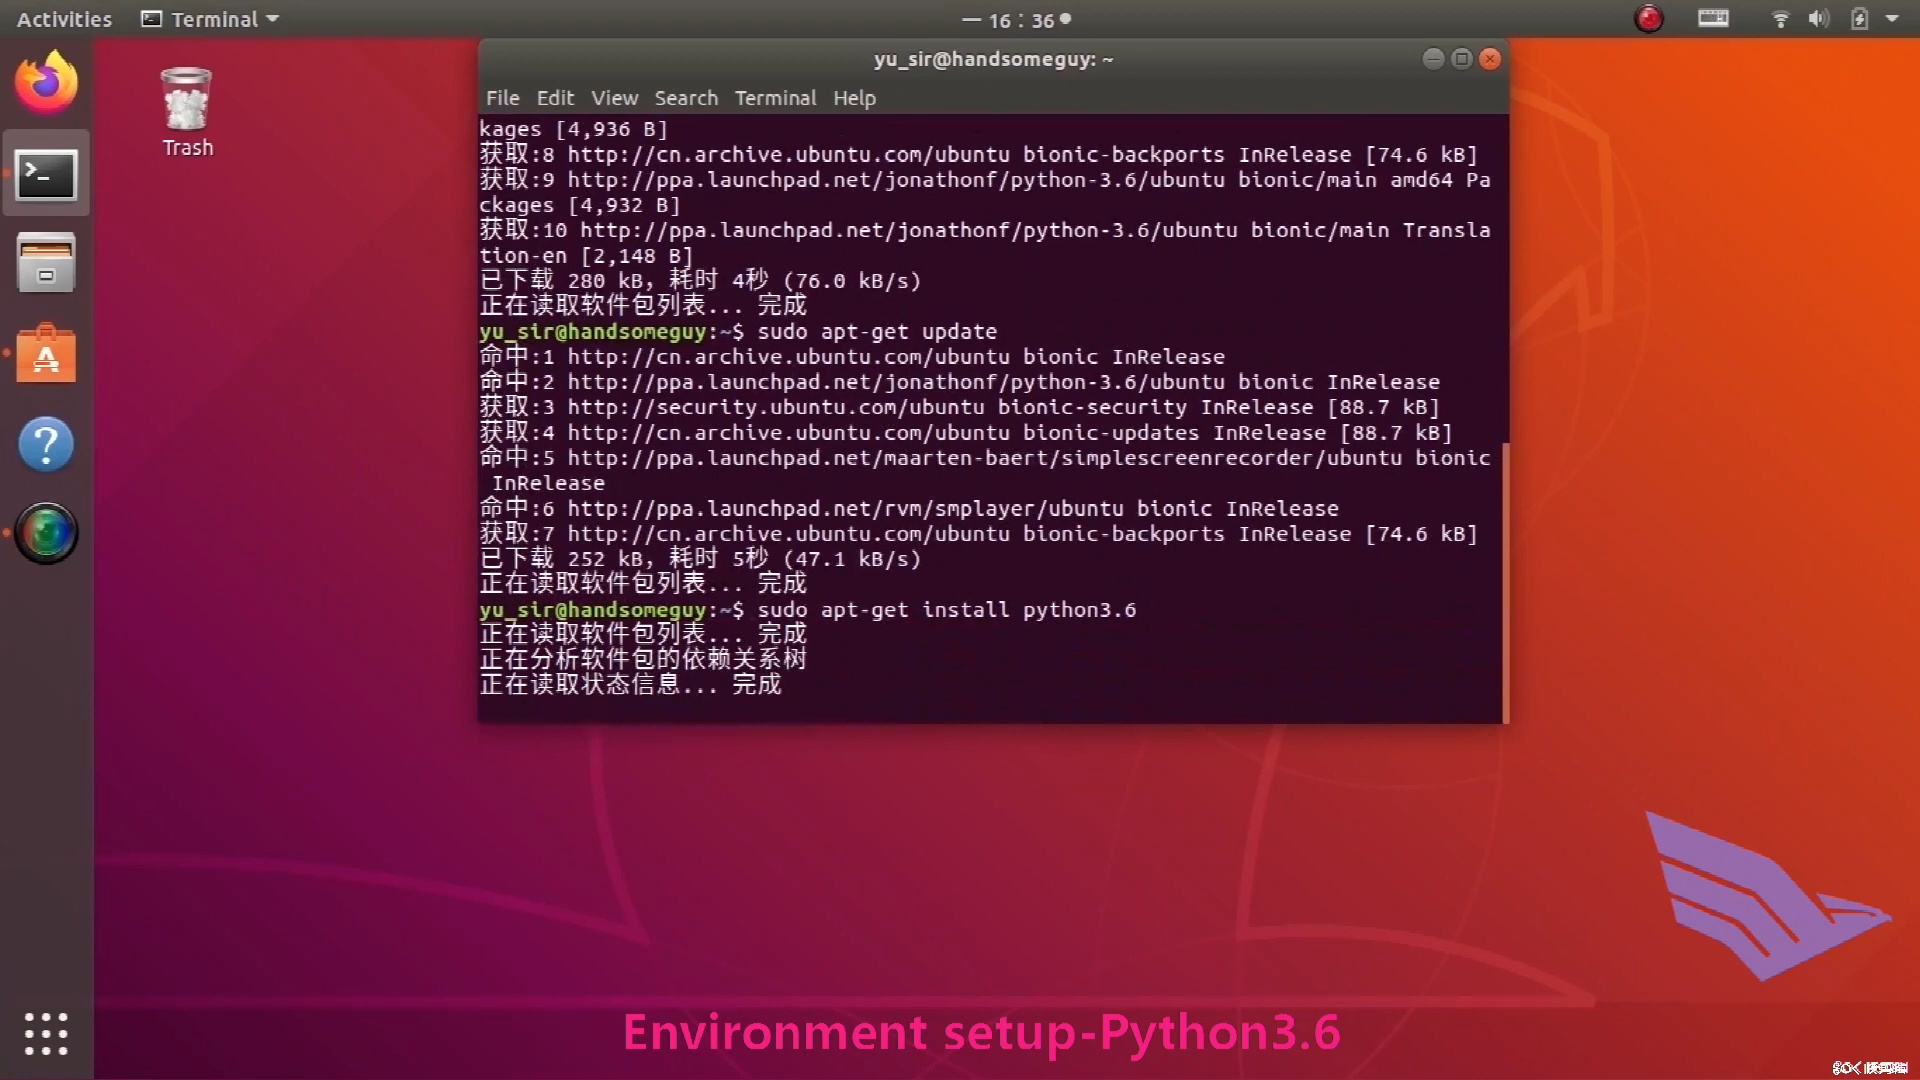 Activities Terminal 一 16：36
yu_sir@handsomeguy: ~
File Edit View Search Terminal Help
Trash
kages [4,936 B]
获取:8 http://cn.archive.ubuntu.com/ubuntu bionic-backports InRelease [74.6 kB]
获取:9 http://ppa.launchpad.net/jonathonf/python-3.6/ubuntu bionic/main amd64 Pa
ckages [4,932 B]
获取:10 http://ppa.launchpad.net/jonathonf/python-3.6/ubuntu bionic/main Transla
tion-en [2,148 B]
已下载 280 kB，耗时 4秒 (76.0 kB/s)
正在读取软件包列表... 完成
yu_sir@handsomeguy:~$ sudo apt-get update
命中:1 http://cn.archive.ubuntu.com/ubuntu bionic InRelease
命中:2 http://ppa.launchpad.net/jonathonf/python-3.6/ubuntu bionic InRelease
获取:3 http://security.ubuntu.com/ubuntu bionic-security InRelease [88.7 kB]
获取:4 http://cn.archive.ubuntu.com/ubuntu bionic-updates InRelease [88.7 kB]
命中:5 http://ppa.launchpad.net/maarten-baert/simplescreenrecorder/ubuntu bionic
InRelease
命中:6 http://ppa.launchpad.net/rvm/smplayer/ubuntu bionic InRelease
获取:7 http://cn.archive.ubuntu.com/ubuntu bionic-backports InRelease [74.6 kB]
已下载 252 kB，耗时 5秒 (47.1 kB/s)
正在读取软件包列表... 完成
yu_sir@handsomeguy:~$ sudo apt-get install python3.6
正在读取软件包列表... 完成
正在分析软件包的依赖关系树
正在读取状态信息... 完成
Environment setup-Python3.6